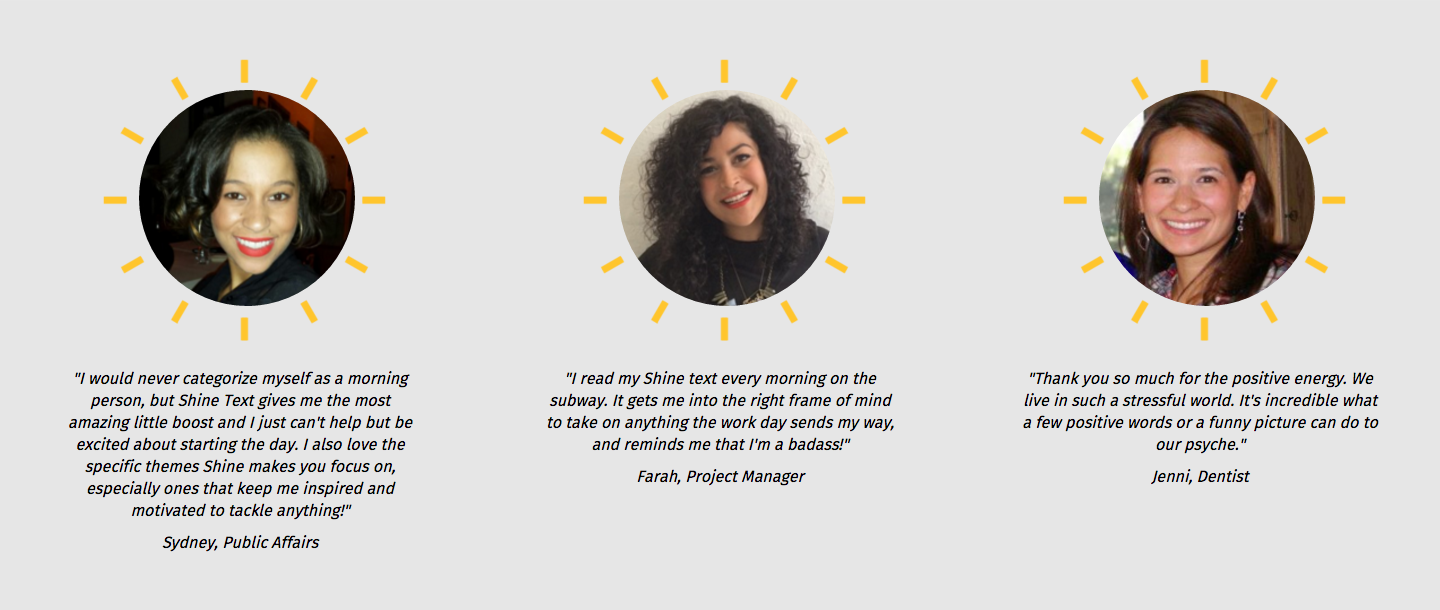 "I would never categorize myself as a morning
person, but Shine Text gives me the most
amazing little boost and I just can't help but be
excited about starting the day. I also love the
specific themes Shine makes you focus on,
especially ones that keep me inspired and
motivated to tackle anything!"
Sydney, Public Affairs
"I read my Shine text every morning on the
subway. It gets me into the right frame of mind
to take on anything the work day sends my way,
and reminds me that I'm a badass!"
Farah, Project Manager
"Thank you so much for the positive energy. We
live in such a stressful world. It's incredible what
a few positive words or a funny picture can do to
our psyche."
Jenni, Dentist